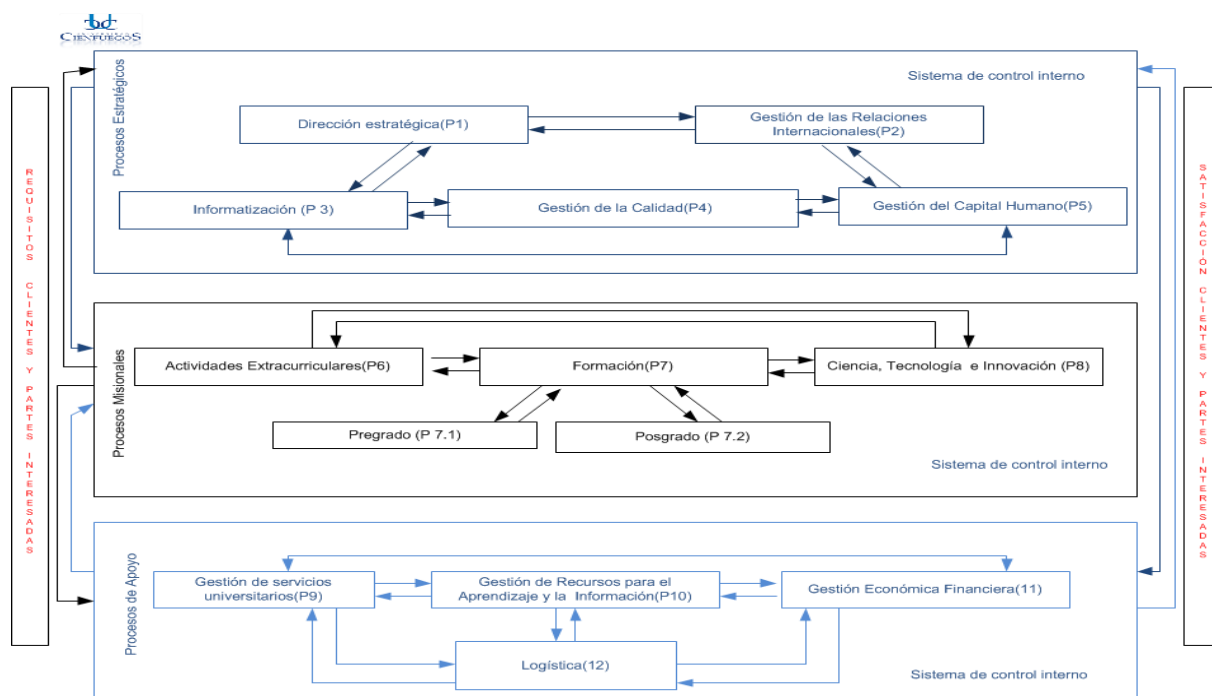 CIENFUEGOS
REQUISITOS CLIENTES Y PARTES INTERESADAS
Procesos Estratégicos
Sistema de control interno
Dirección estratégica(P1)
Gestión de las Relaciones
Internacionales(P2)
Informatización (P 3)
Gestión de la Calidad(P4)
Gestión del Capital Humano(P5)
Procesos Misionales
Actividades Extracurriculares(P6)
Formación(P7)
Ciencia, Tecnología e Innovación (P8)
Pregrado (P 7.1)
Posgrado (P 7.2)
Sistema de control interno
Procesos de Apoyo
Gestión de servicios
universitarios(P9)
Gestión de Recursos para el
Aprendizaje y la Información(P10)
Gestión Económica Financiera(11)
Logística(12)
Sistema de control interno
SATISFACCIÓN CLIENTES Y PARTES INTERESADAS